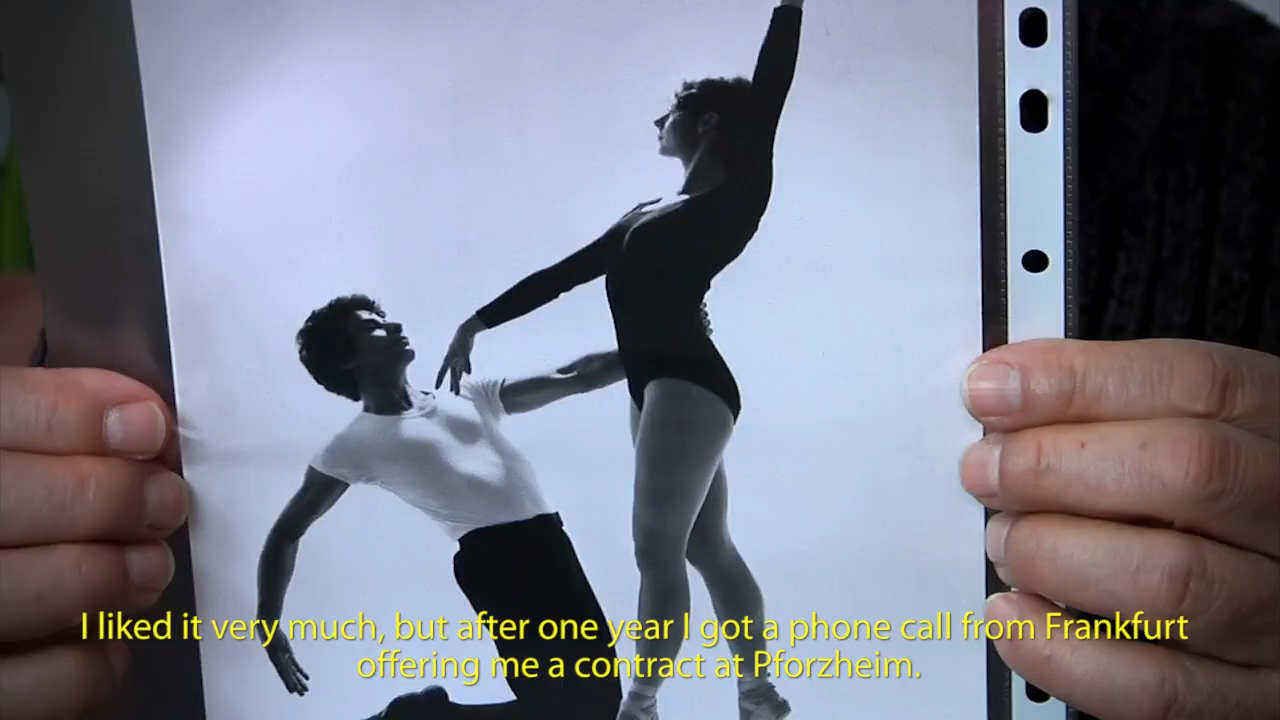 I liked it very much, but after one year I got a phone call from Frankfurt
offering me a contract at Pforzheim.